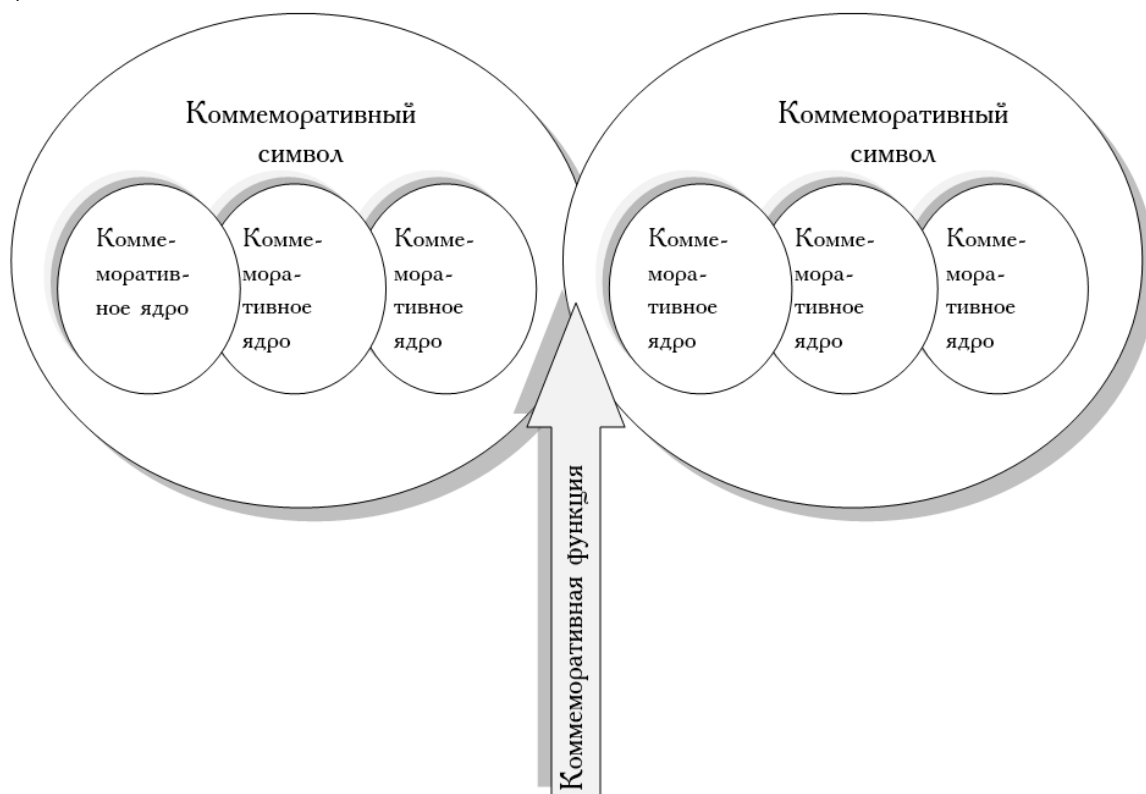 Коммеморативный
символ
Комме-
моратив-
ное ядро
Комме-
мора-
тивное
ядро
Комме-
мора-
тивное
ядро
Коммеморативный
символ
Комме-
мора-
тивное
ядро
Комме-
мора-
тивное
ядро
Комме-
мора-
тивное
ядро
Коммеморативная функция